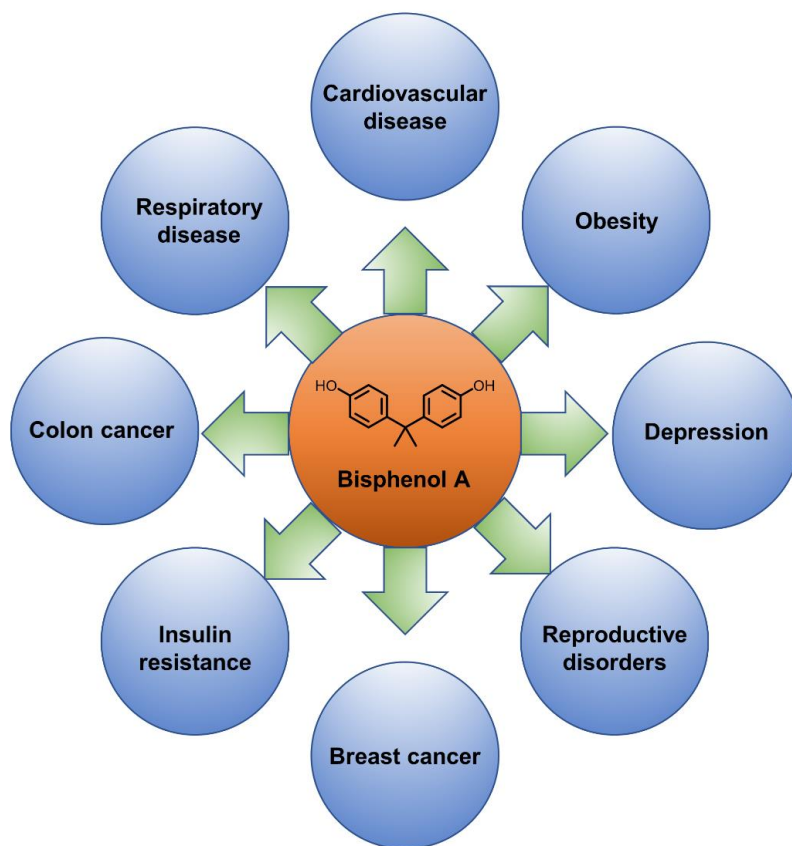 Cardiovascular
disease
Respiratory
disease
Obesity
HO
OH
Colon cancer
Bisphenol A
Depression
Insulin
resistance
Reproductive
disorders
Breast cancer